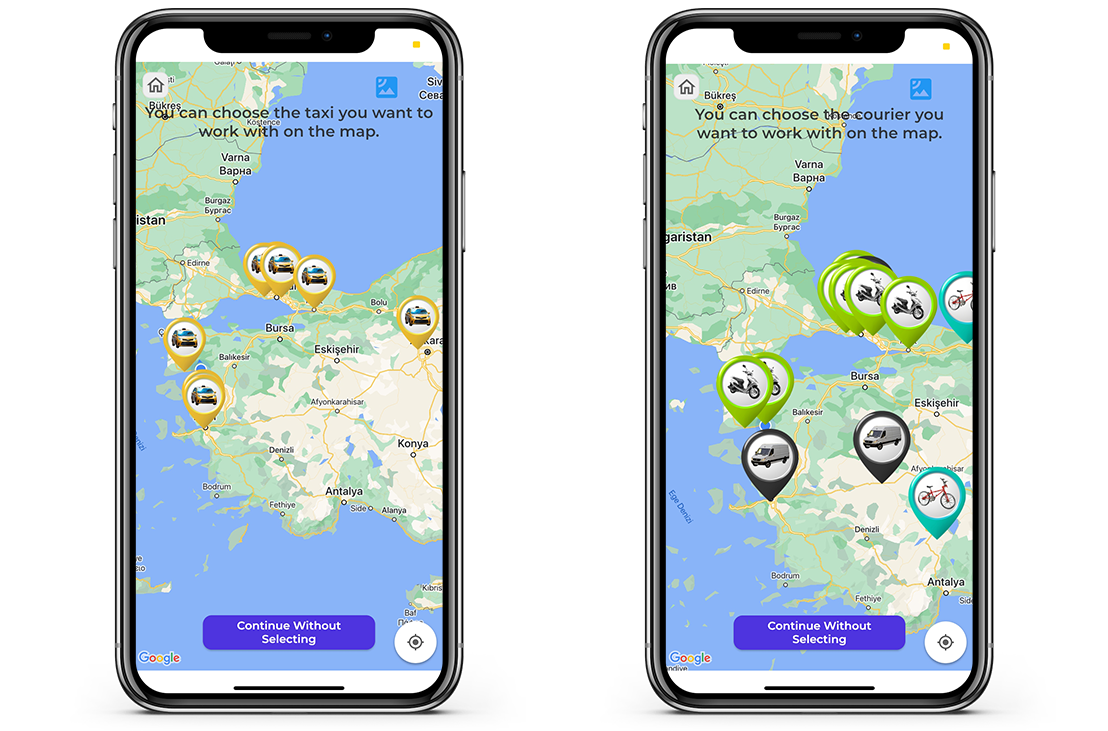 Siv
Сева
Bükreş
You can choose the taxi you want to
work with on the map.
Köstence
Varna
Варна
Burgaz
Бургас
istan
Edirne
Bolu
Bursa
Balıkesir
Eskişehir
Afyonkarahisar
Konya
Denizli
Bodrum
Antalya
Fethiye
Side
Alanya
Kıbrıs
Baf
Continue Without
Selecting
Google
Bükreş
You can choose the courier you
want to work with on the map.
Varna
Варна
Burgaz
Бургас
garistan
ив
Edirne
Bursa
Balıkesir
Eskişehir
Afyonkarahisar
Ege Denizi
Denizli
Antalya
Bodrum
Fethiye
Sid
Continue Without
Selecting
Google
andiye